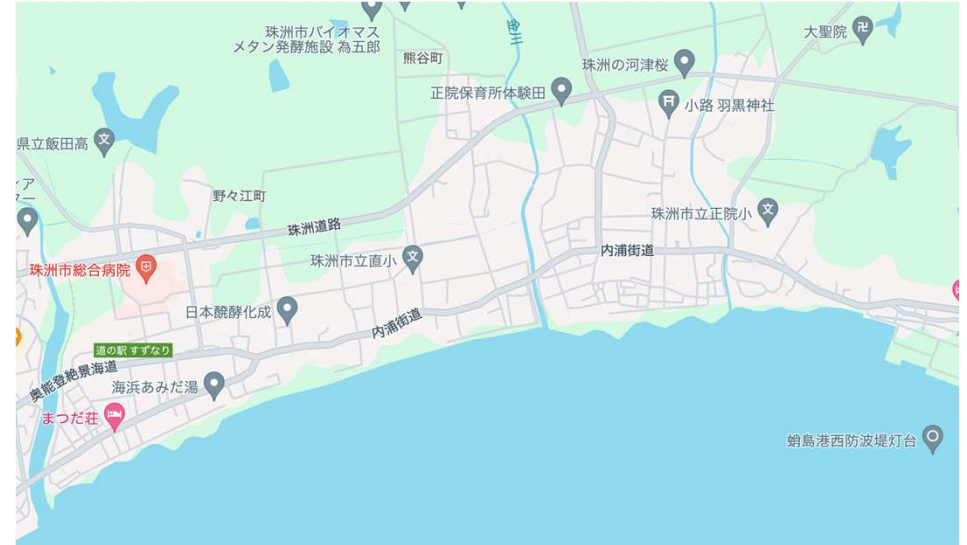 珠洲市バイオマス
メタン発酵施設 為五郎
熊谷町
金川
大聖院
珠洲の河津桜
正院保育所体験田
小路 羽黒神社
県立飯田高
野々江町
珠洲道路
珠洲市立正院小
内浦街道
珠洲市立直小
珠洲市総合病院
日本醗酵化成
内浦街道
道の駅 すずなり
奥能登絶景海道
海浜あみだ湯
まつだ荘
蛸島港西防波堤灯台